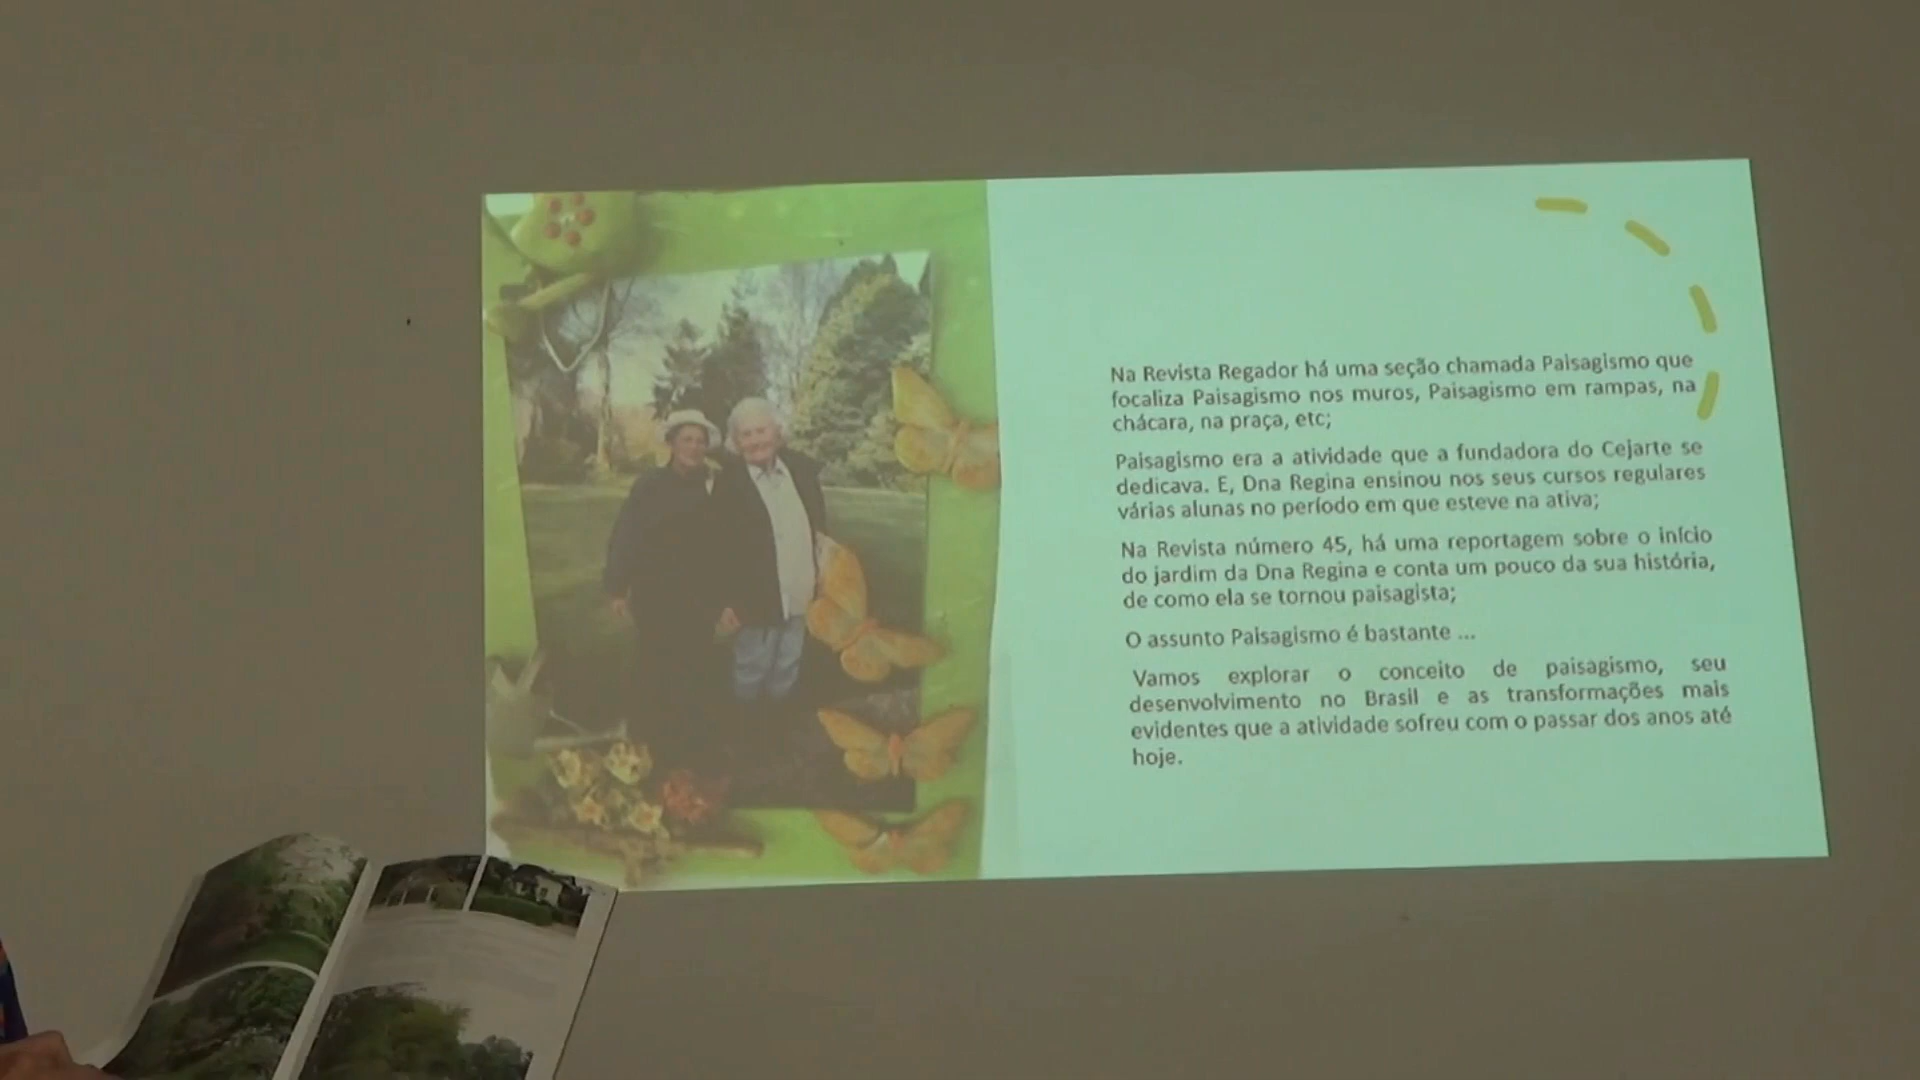 Na Revista Regador há uma seção chamada Paisagismo que
focaliza Paisagismo nos muros, Paisagismo em rampas, na
chácara, na praça, etc;
Paisagismo era a atividade que a fundadora do Cejarte se
dedicava. E, Dna Regina ensinou nos seus cursos regulares
várias alunas no período em que esteve na ativa;
Na Revista número 45, há uma reportagem sobre o início
do jardim da Dna Regina e conta um pouco da sua história,
de como ela se tornou paisagista;
O assunto Paisagismo é bastante ...
Vamos explorar o conceito de paisagismo, seu
desenvolvimento no Brasil e as transformações mais
evidentes que a atividade sofreu com o passar dos anos até
hoje.